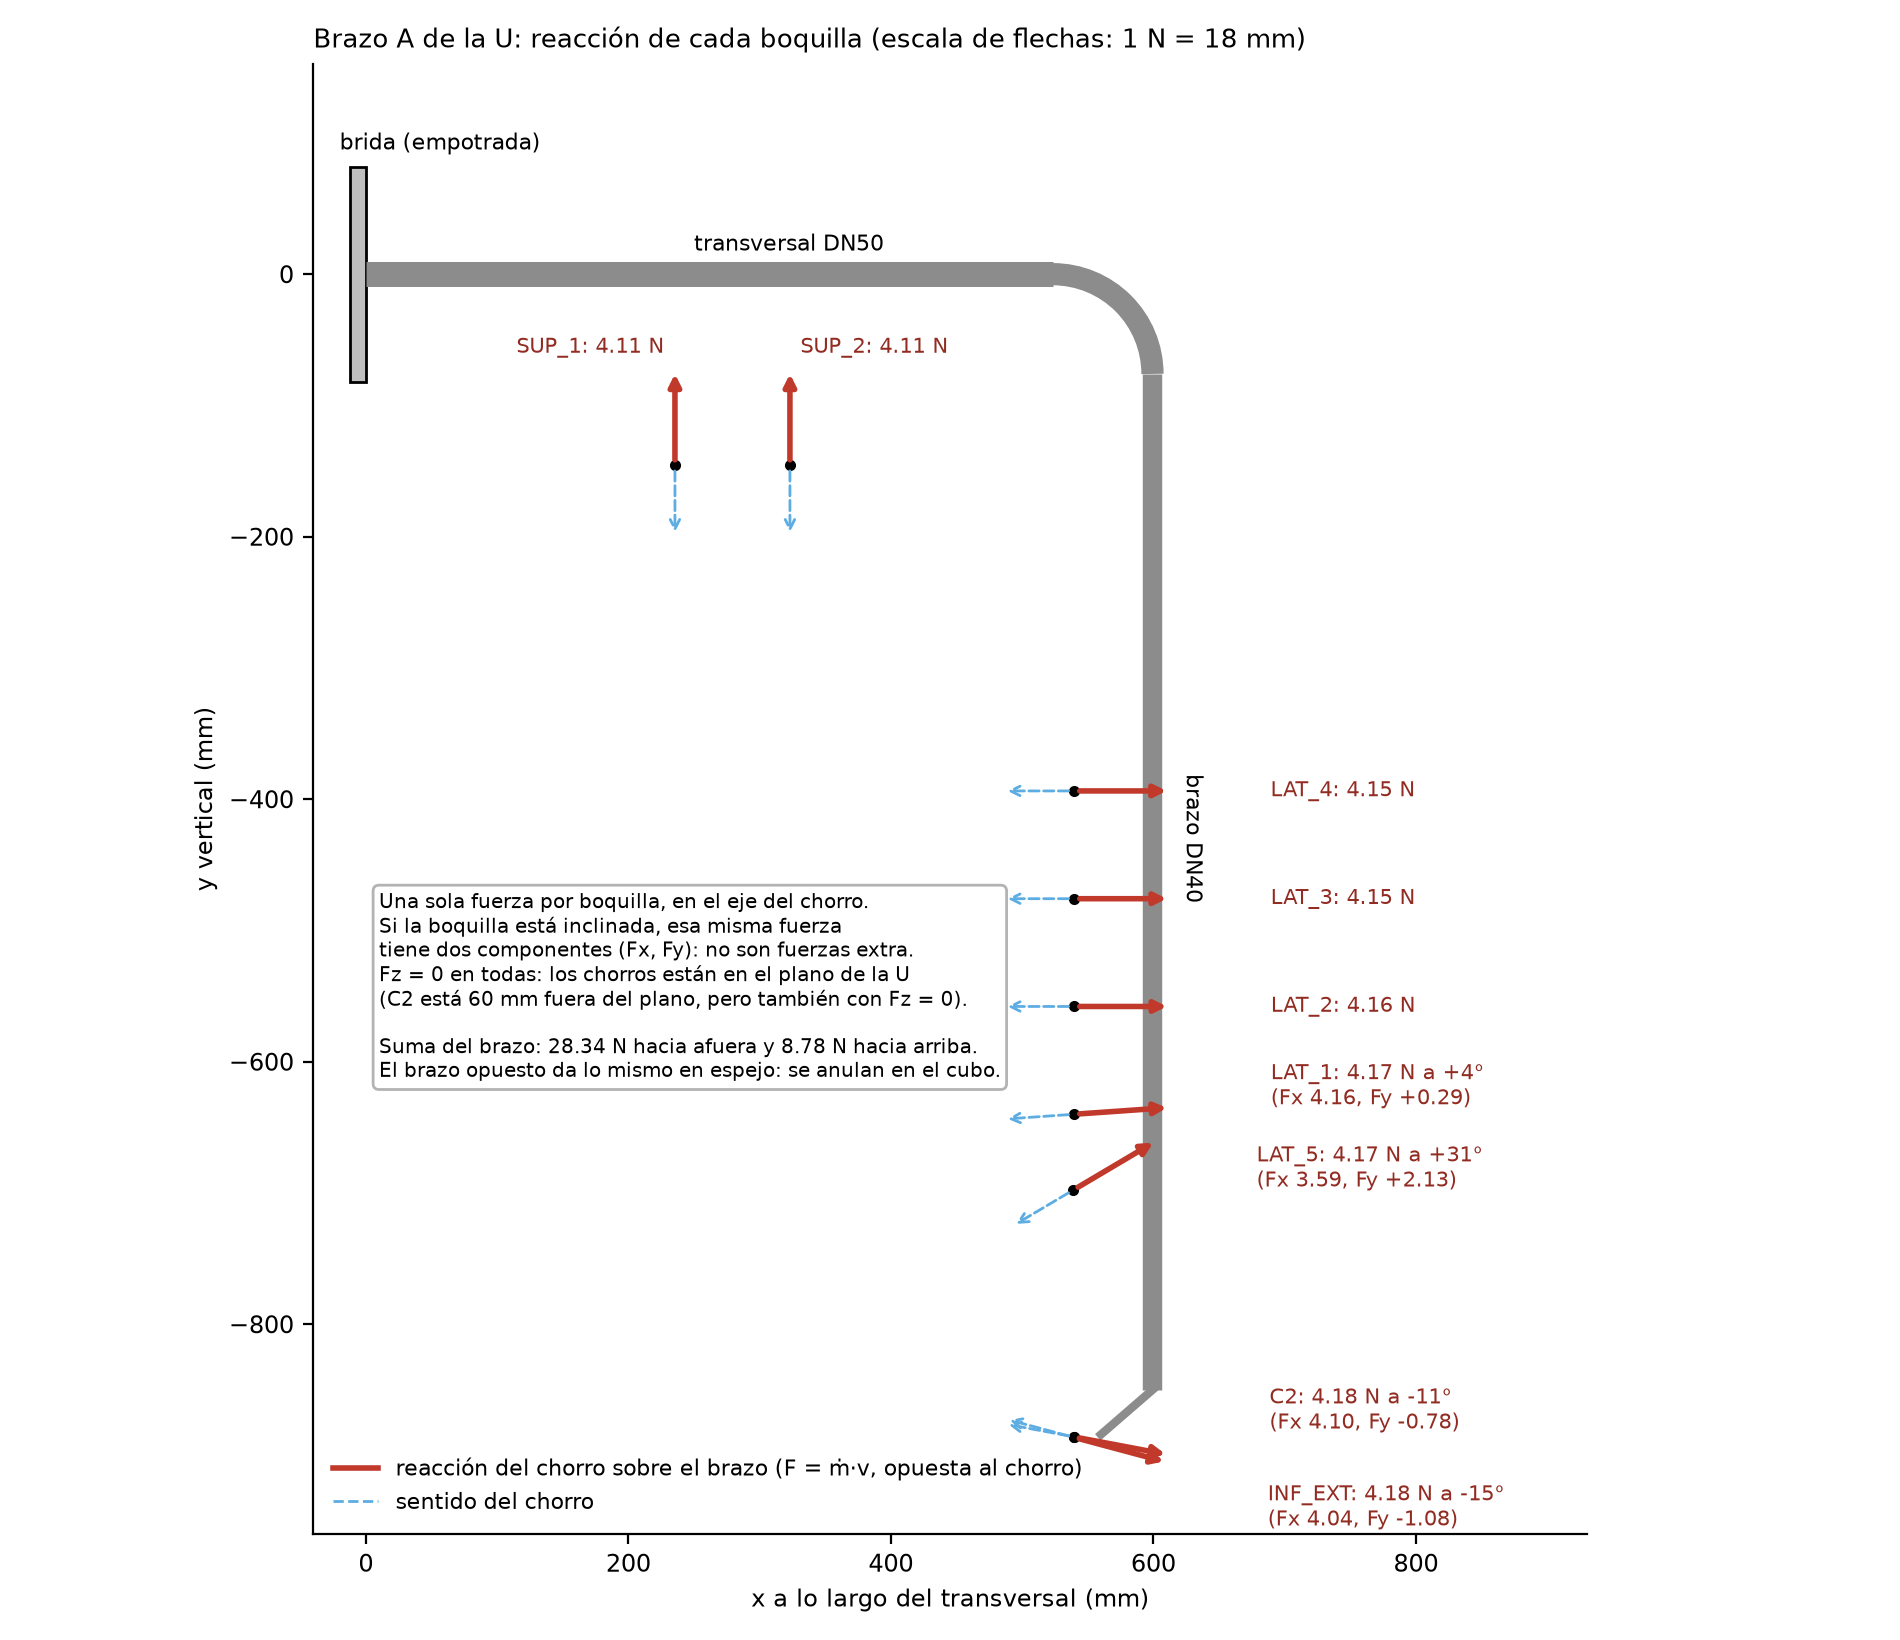 Brazo A de la U: reacción de cada boquilla (escala de flechas: 1 N = 18 mm)
brida (empotrada)
transversal DN50
0
SUP_1: 4.11 N
SUP_2: 4.11 N
−200
y vertical (mm)
−400
brazo DN40
LAT_4: 4.15 N
LAT_3: 4.15 N
Una sola fuerza por boquilla, en el eje del chorro.
Si la boquilla está inclinada, esa misma fuerza
tiene dos componentes (Fx, Fy): no son fuerzas extra.
Fz = 0 en todas: los chorros están en el plano de la U
(C2 está 60 mm fuera del plano, pero también con Fz = 0).
Suma del brazo: 28.34 N hacia afuera y 8.78 N hacia arriba.
El brazo opuesto da lo mismo en espejo: se anulan en el cubo.
LAT_2: 4.16 N
−600
LAT_1: 4.17 N a +4°
(Fx 4.16, Fy +0.29)
LAT_5: 4.17 N a +31°
(Fx 3.59, Fy +2.13)
−800
C2: 4.18 N a -11°
(Fx 4.10, Fy -0.78)
reacción del chorro sobre el brazo (F = ṁ·v, opuesta al chorro)
sentido del chorro
INF_EXT: 4.18 N a -15°
(Fx 4.04, Fy -1.08)
0
200
400
600
800
x a lo largo del transversal (mm)